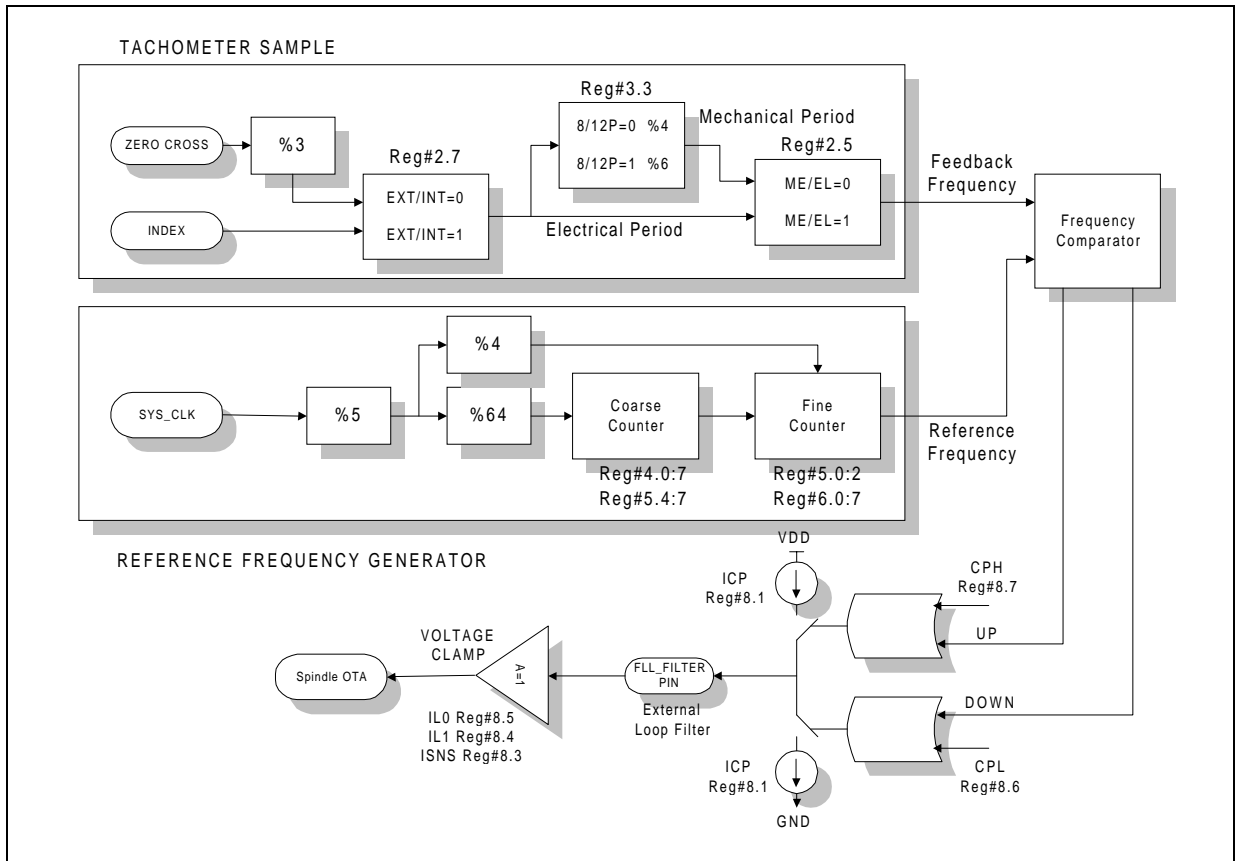 TACHOMETER SAMPLE
ZERO CROSS
%3
INDEX
Reg#2.7
EXT/INT=0
EXT/INT=1
Reg#3.3
8/12P=0 %4
8/12P=1 %6
Mechanical Period
Electrical Period
Reg#2.5
ME/EL=0
ME/EL=1
Feedback
Frequency
Frequency
Comparator
SYS_CLK
%5
%4
%64
Coarse
Counter
Reg#4.0:7
Reg#5.4:7
Fine
Counter
Reg#5.0:2
Reg#6.0:7
Reference
Frequency
REFERENCE FREQUENCY GENERATOR
VDD
ICP
Reg#8.1
CPH
Reg#8.7
UP
VOLTAGE
CLAMP
A=1
Spindle OTA
FLL_FILTER
PIN
External
Loop Filter
IL0 Reg#8.5
IL1 Reg#8.4
ISNS Reg#8.3
DOWN
ICP
Reg#8.1
CPL
Reg#8.6
GND